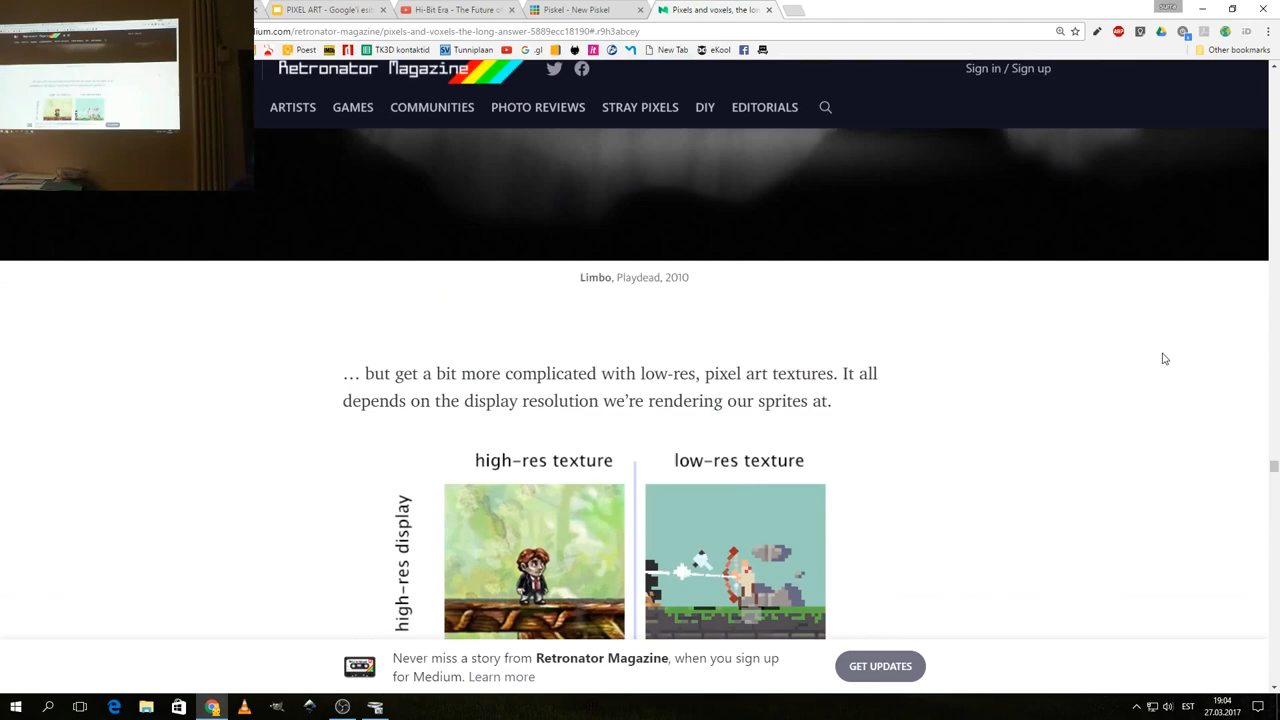 suma
PIXEL ART - Google'i esit
Hi-Bit Era - The Future o
Piskel - New Piskel
Pixels and voxels, the lo
dium.com/retronator-magazine/pixels-and-voxels-the-long-answer-5889ecc18190#.r9h3abcey
Poest
TK3D kontaktid
Tunniplaan
.gl
New Tab
eKool
Other bookmarks
Retronator Magazine
Sign in / Sign up
ARTISTS
GAMES
COMMUNITIES
PHOTO REVIEWS
STRAY PIXELS
DIY
EDITORIALS
Limbo, Playdead, 2010
… but get a bit more complicated with low-res, pixel art textures. It all
depends on the display resolution we’re rendering our sprites at.
high-res texture
low-res texture
high-res display
Never miss a story from Retronator Magazine, when you sign up
for Medium. Learn more
GET UPDATES
EST
19:04
27.03.2017